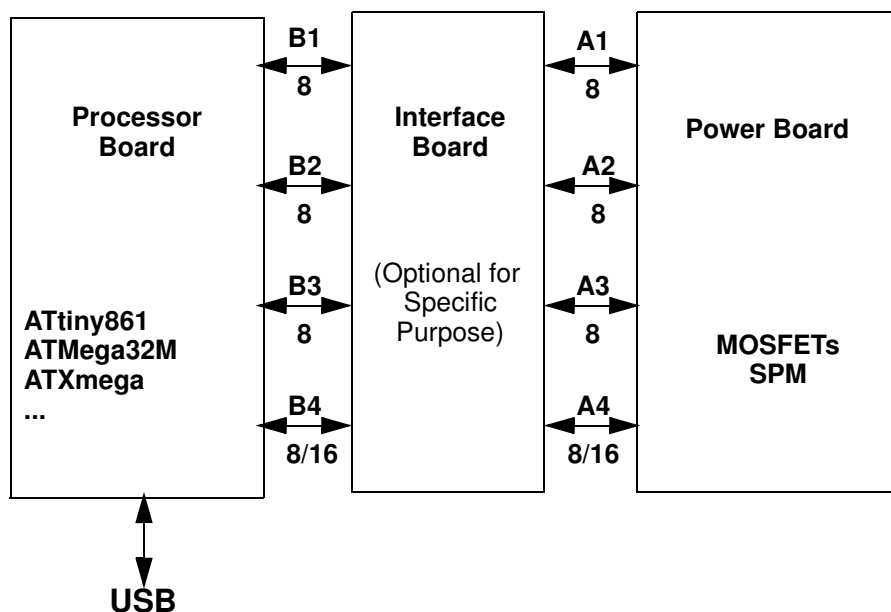 B1
8
A1
8
Processor
Board
Interface
Board
Power Board
B2
8
A2
8
(Optional for
Specific
Purpose)
B3
8
A3
8
ATtiny861
ATMega32M
ATXmega
...
MOSFETs
SPM
B4
8/16
A4
8/16
USB